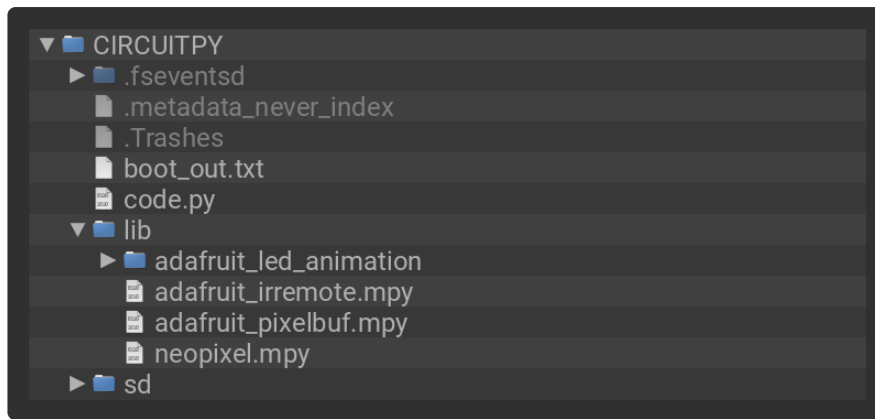 CIRCUITPY
.fseventsd
.metadata_never_index
.Trashes
boot_out.txt
code.py
lib
adafruit_led_animation
adafruit_irremote.mpy
adafruit_pixelbuf.mpy
neopixel.mpy
sd